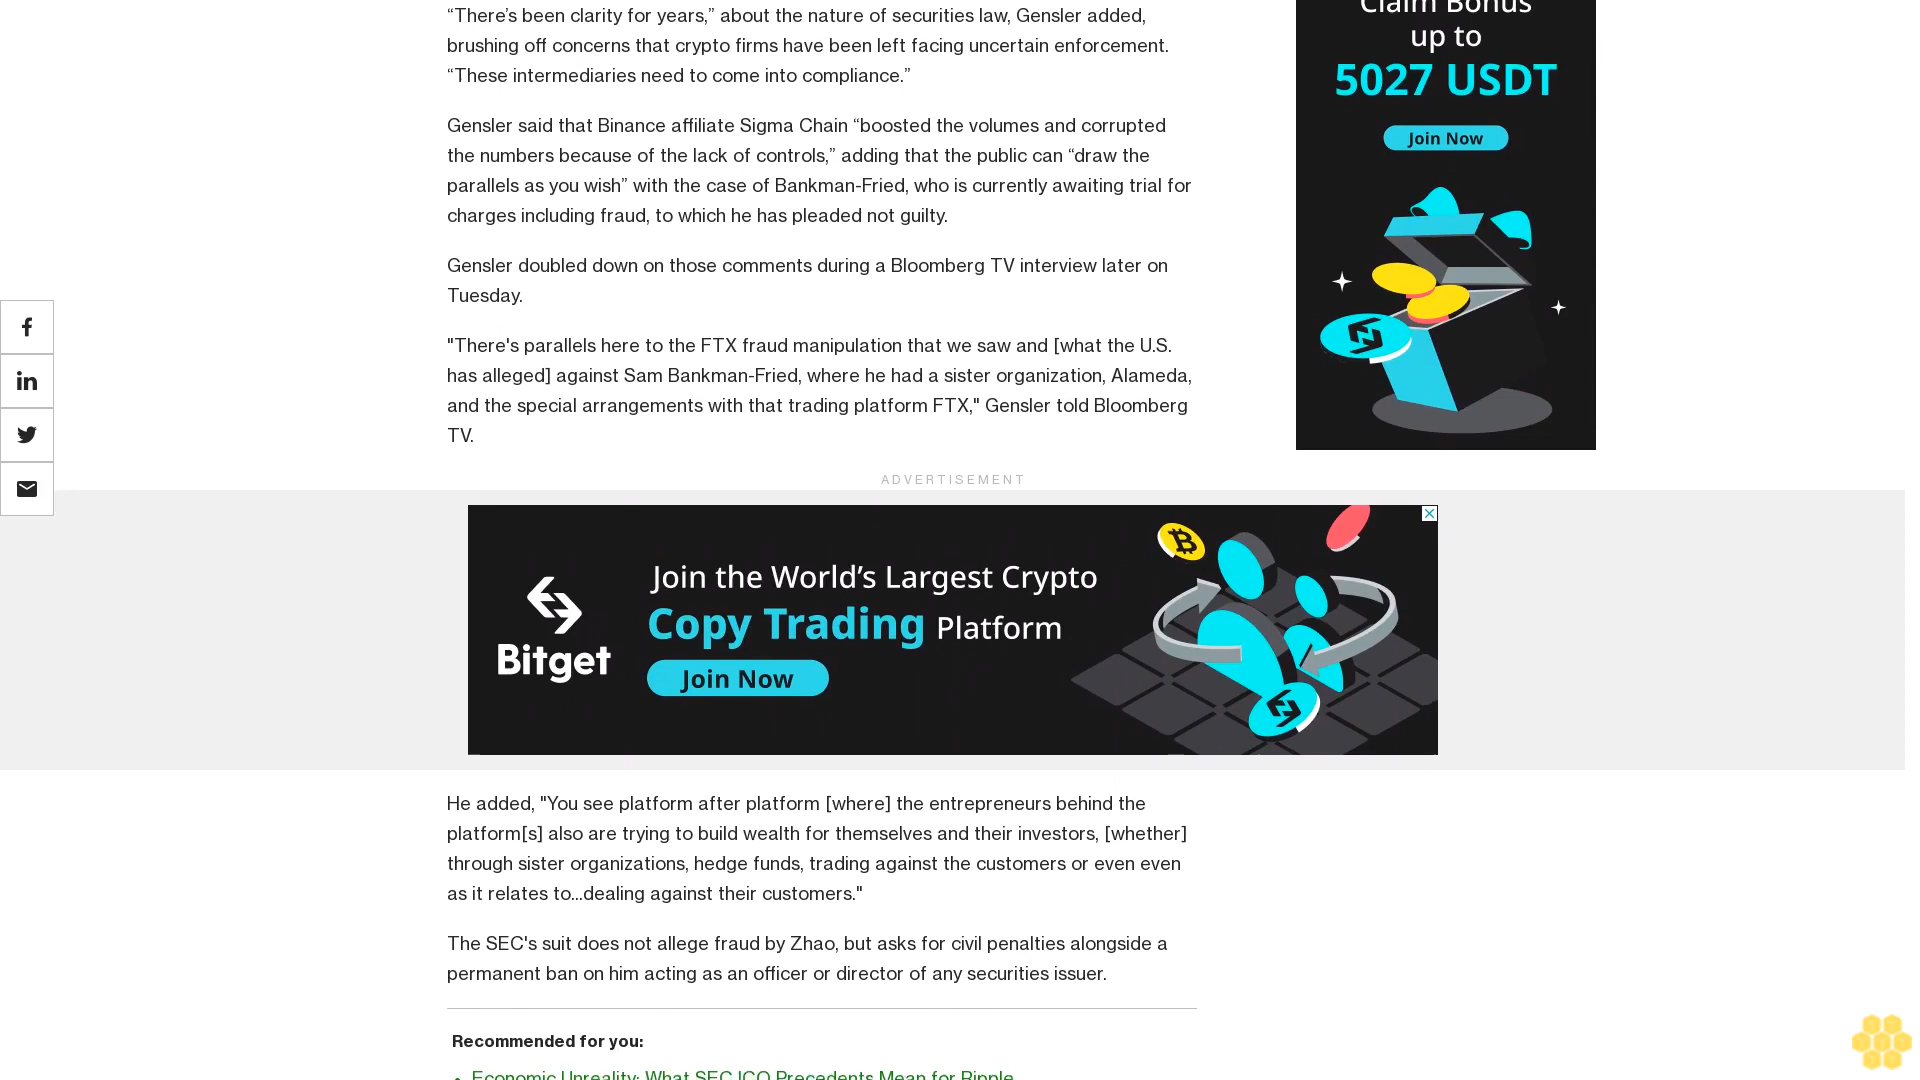 “There’s been clarity for years,” about the nature of securities law, Gensler added,
brushing off concerns that crypto firms have been left facing uncertain enforcement.
“These intermediaries need to come into compliance.”
Gensler said that Binance affiliate Sigma Chain “boosted the volumes and corrupted
the numbers because of the lack of controls,” adding that the public can “draw the
parallels as you wish” with the case of Bankman-Fried, who is currently awaiting trial for
charges including fraud, to which he has pleaded not guilty.
Gensler doubled down on those comments during a Bloomberg TV interview later on
Tuesday.
"There's parallels here to the FTX fraud manipulation that we saw and [what the U.S.
has alleged] against Sam Bankman-Fried, where he had a sister organization, Alameda,
and the special arrangements with that trading platform FTX," Gensler told Bloomberg
TV.
Claim Bonus
up to
5027 USDT
Join Now
ADVERTISEMENT
Bitget
Join the World’s Largest Crypto
Copy Trading Platform
Join Now
He added, "You see platform after platform [where] the entrepreneurs behind the
platform[s] also are trying to build wealth for themselves and their investors, [whether]
through sister organizations, hedge funds, trading against the customers or even even
as it relates to...dealing against their customers."
The SEC's suit does not allege fraud by Zhao, but asks for civil penalties alongside a
permanent ban on him acting as an officer or director of any securities issuer.
Recommended for you:
• Economic Unreality: What SEC ICO Precedents Mean for Ripple